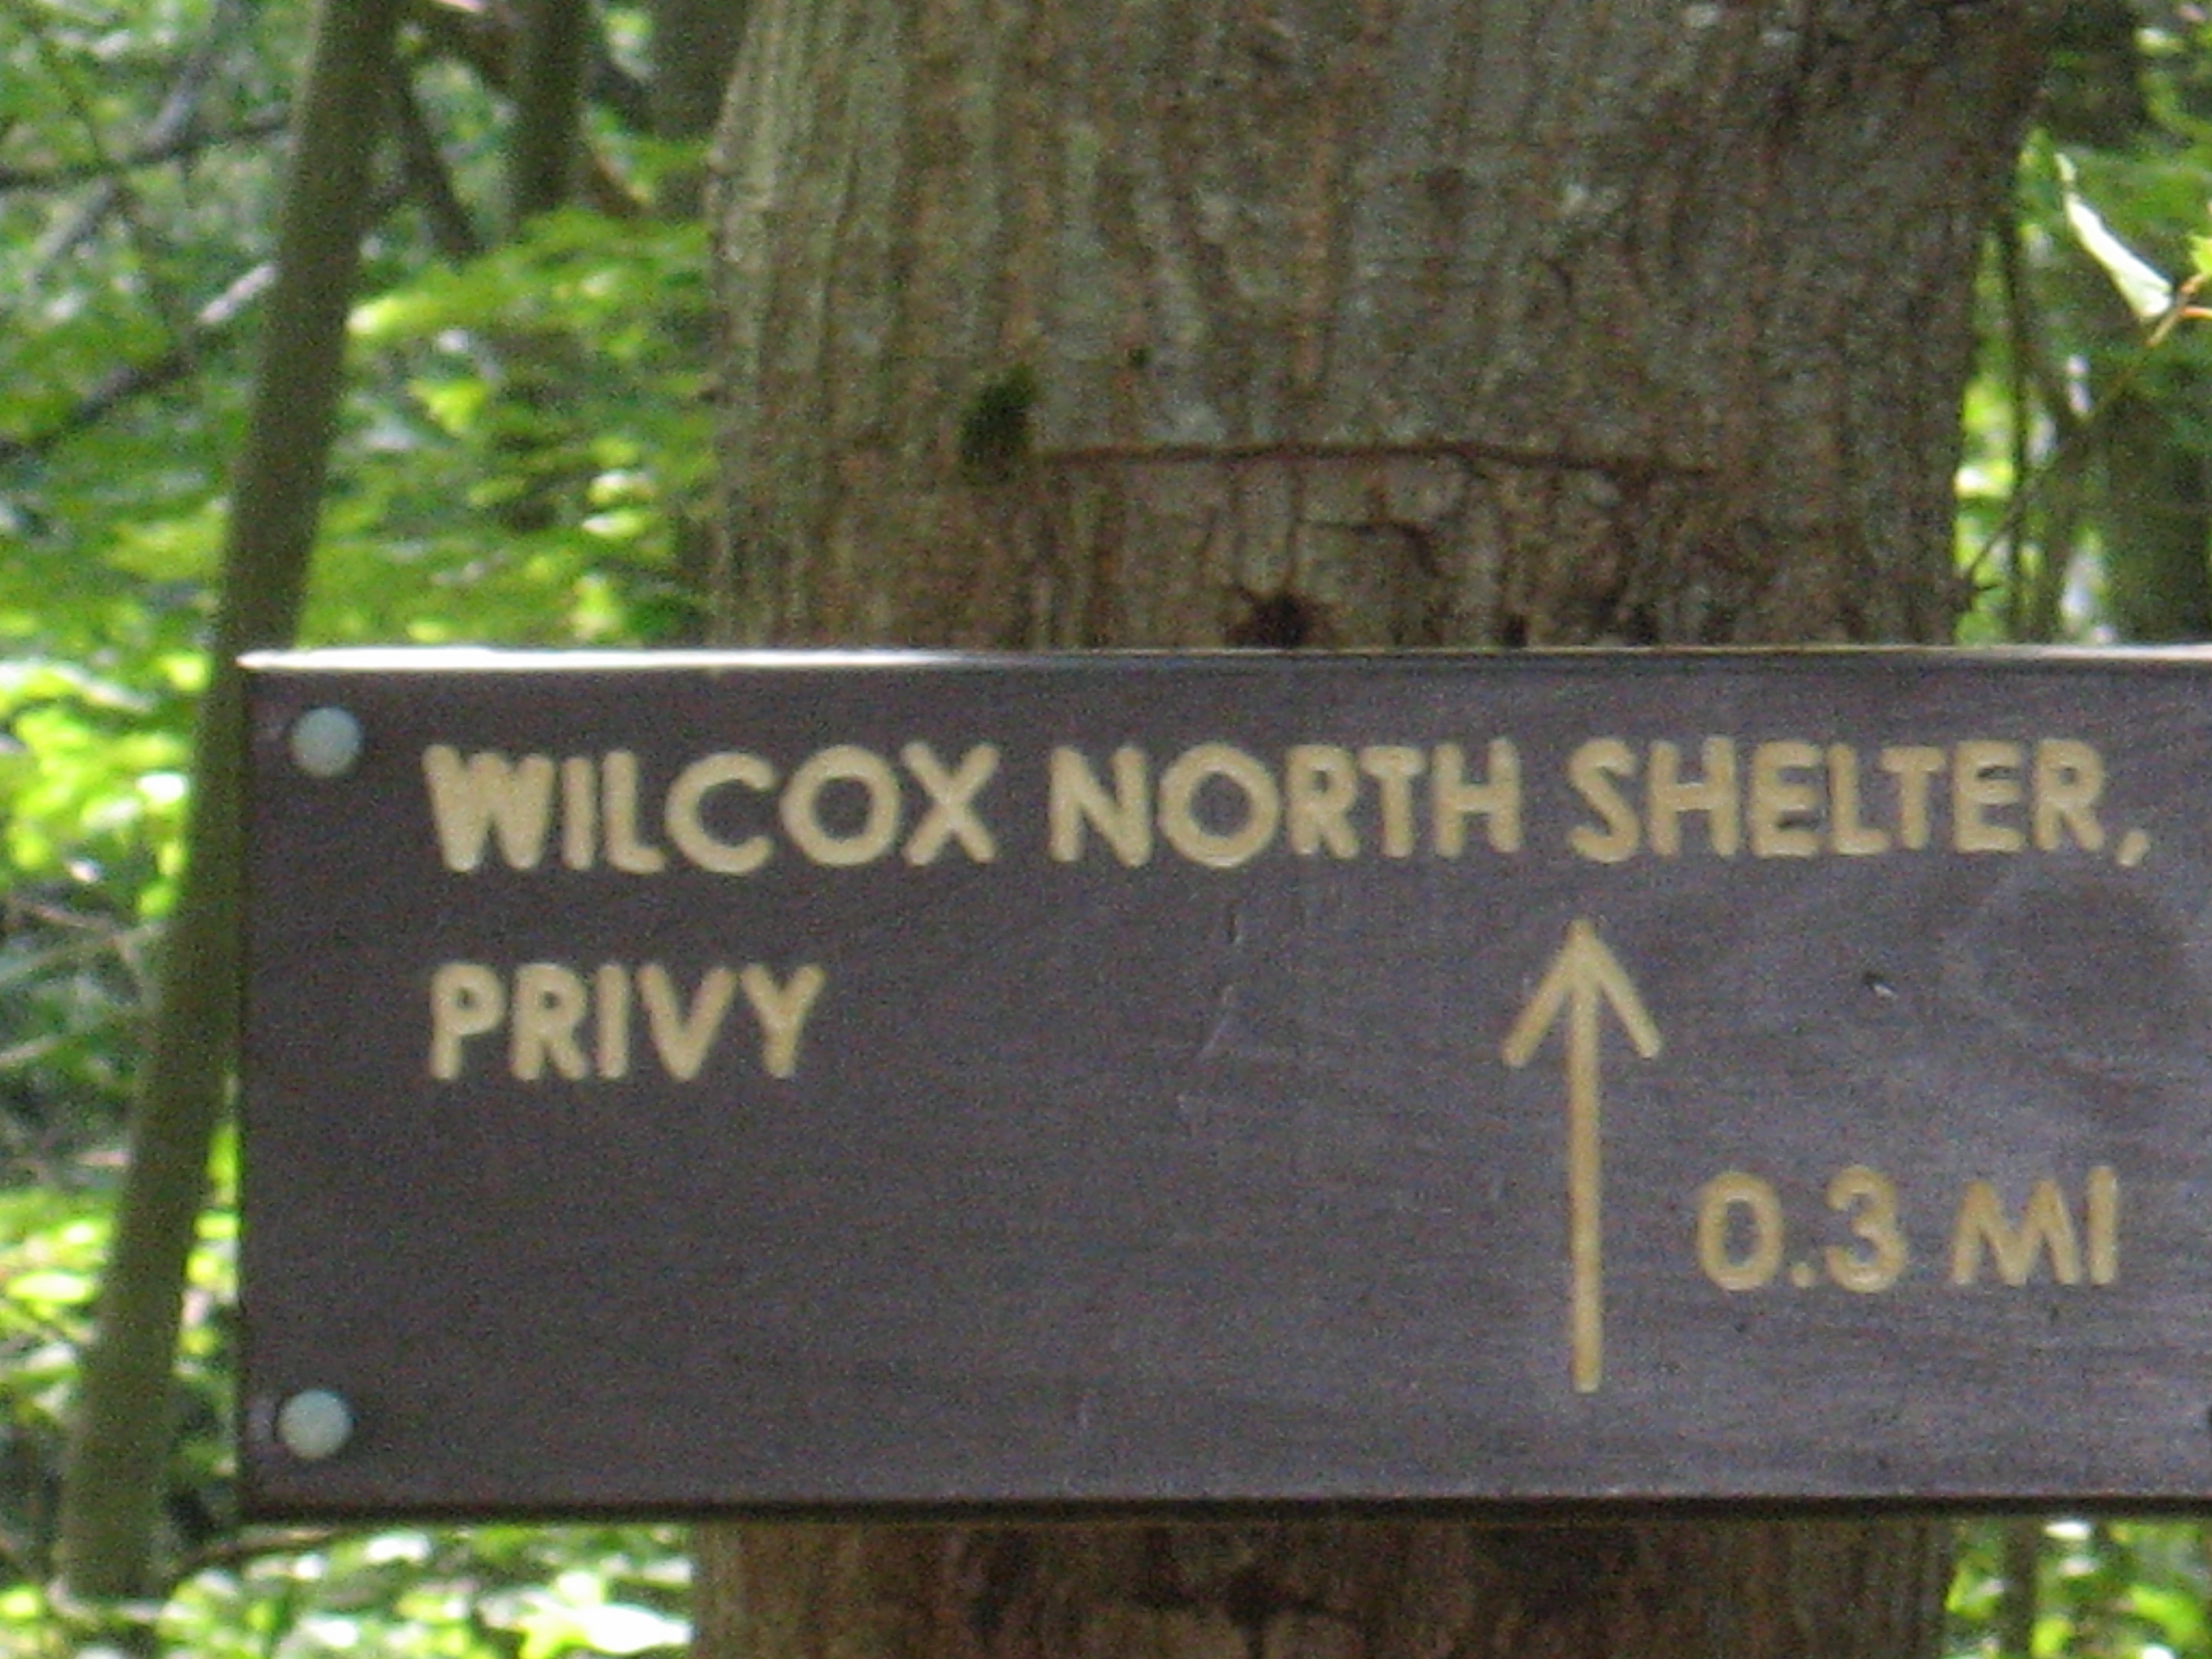 WILCOX NORTH SHELTER,
PRIVY
0.3 MI